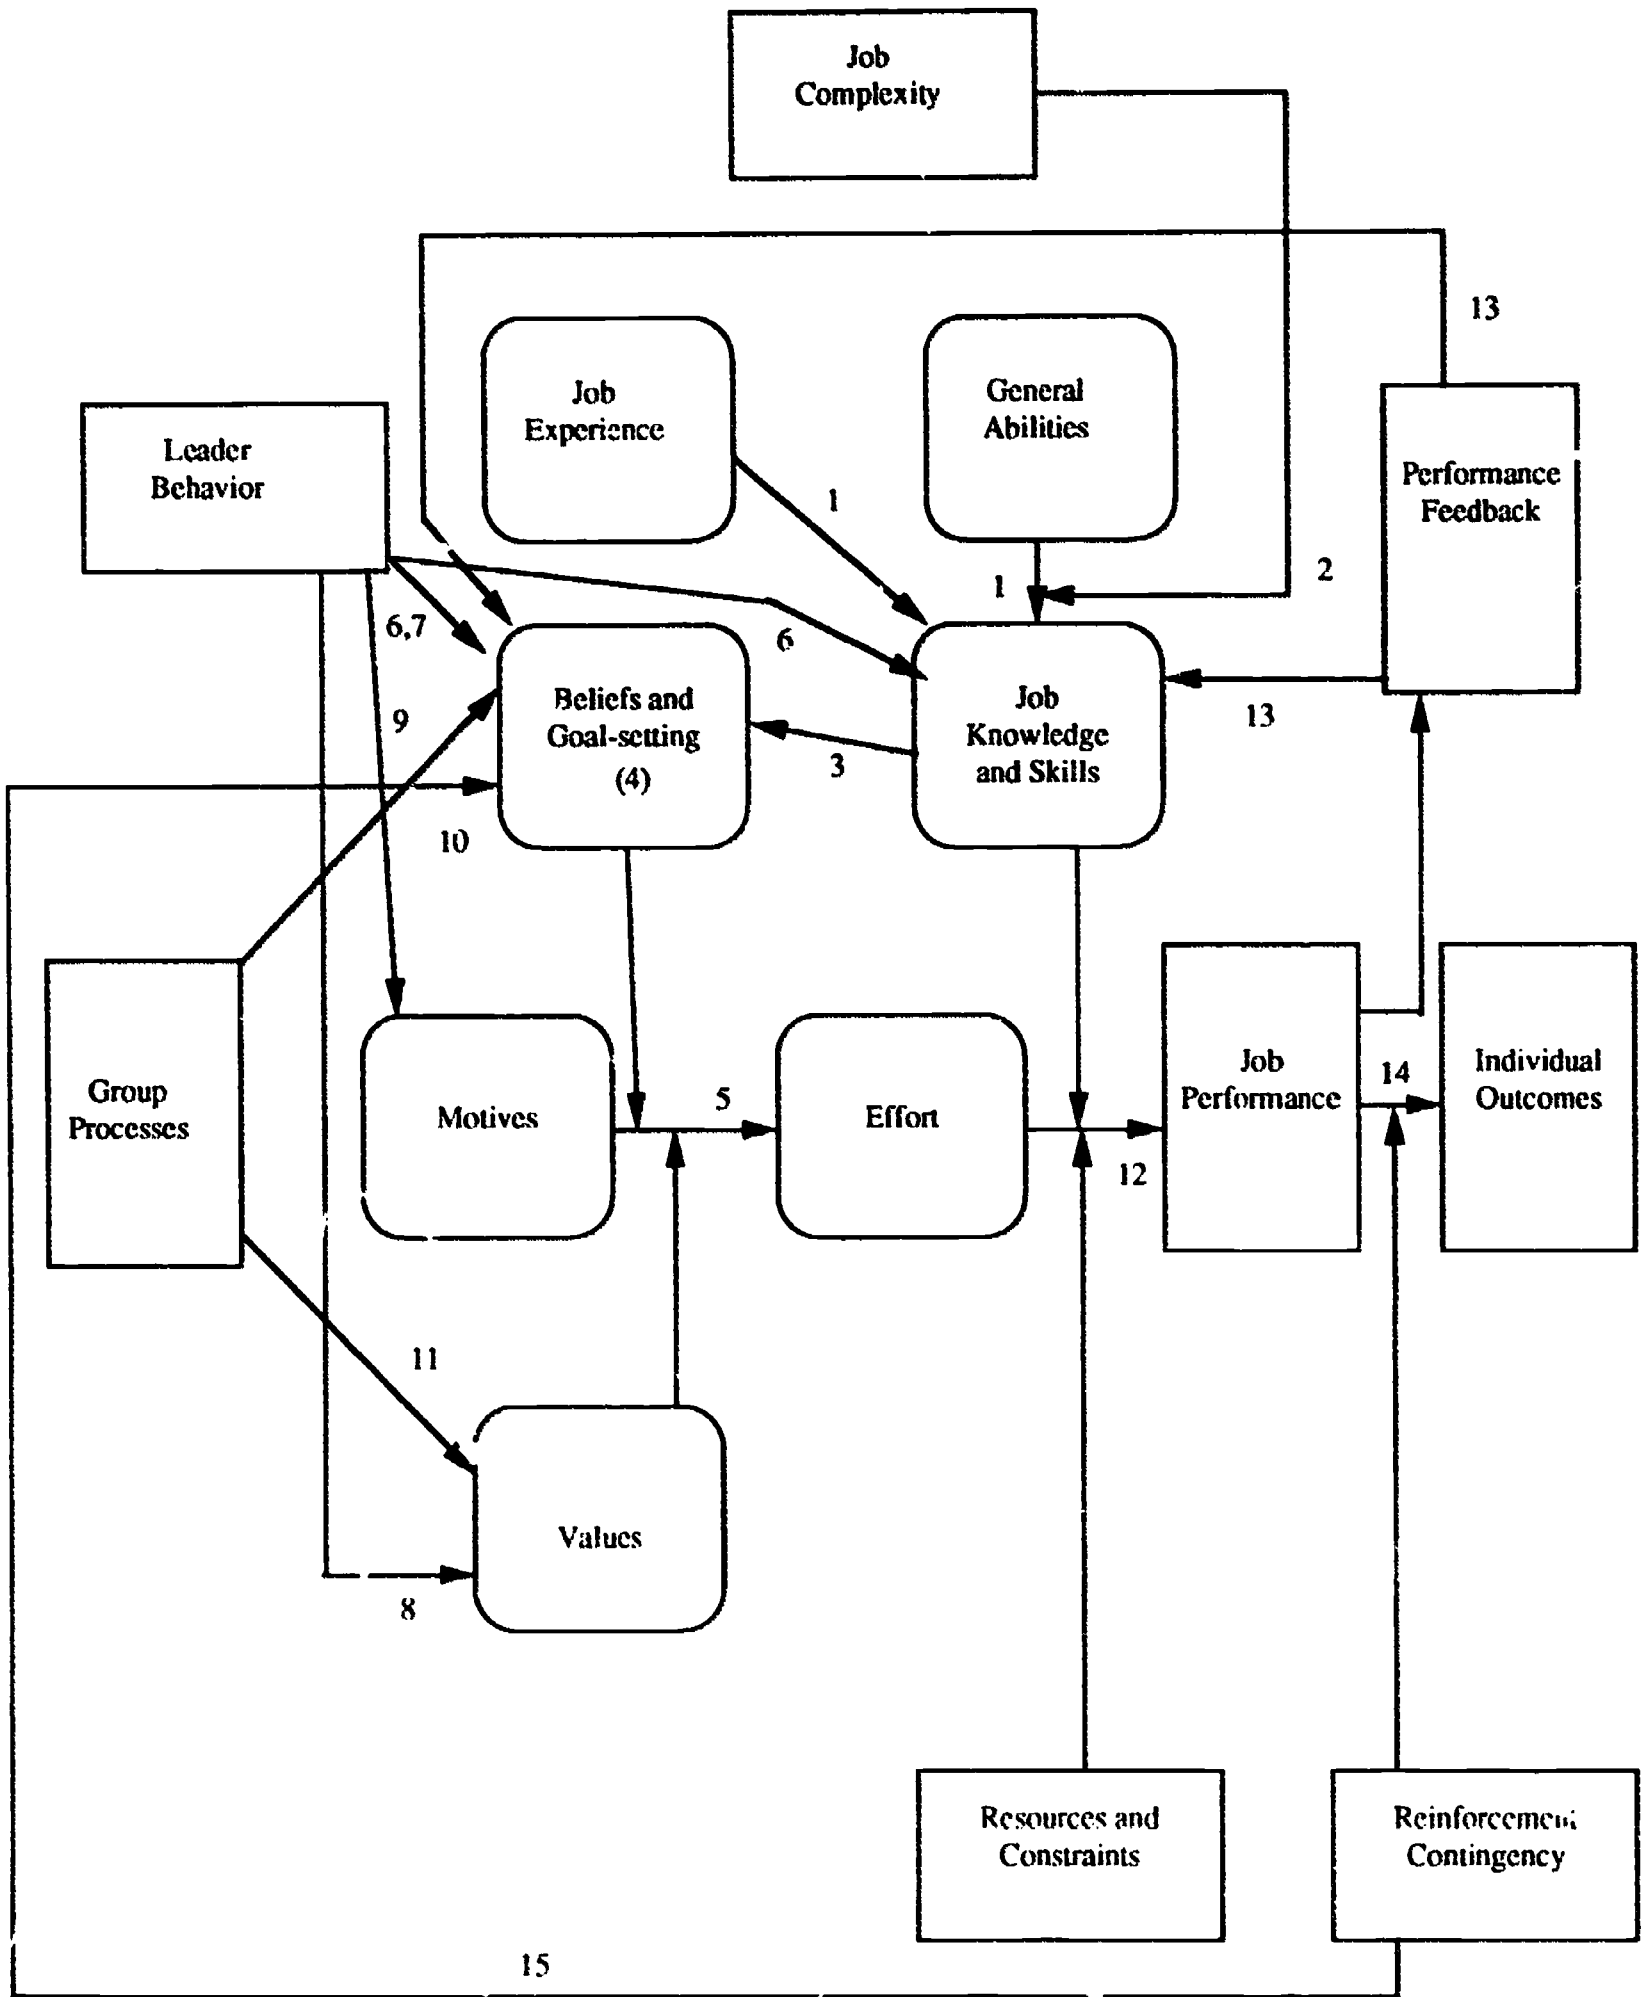 Job
Complexity
13
Job
Experience
General
Abilities
Leader
Behavior
Performance
Feedback
1
1
2
6,7
6
Beliefs and
Goal-setting
(4)
Job
Knowledge
and Skills
13
9
3
10
Group
Processes
Motives
5
Effort
12
Job
Performance
14
Individual
Outcomes
11
Values
8
Resources and
Constraints
Reinforcement
Contingency
15